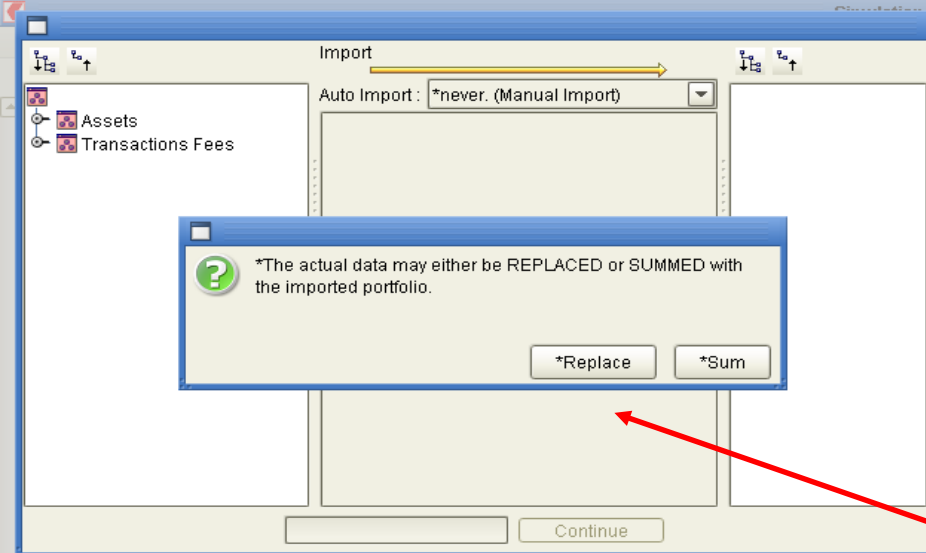 Simulation
Import
Auto Import : *never. (Manual Import)
Assets
Transactions Fees
*The actual data may either be REPLACED or SUMMED with
the imported portfolio.
*Replace *Sum
Continue